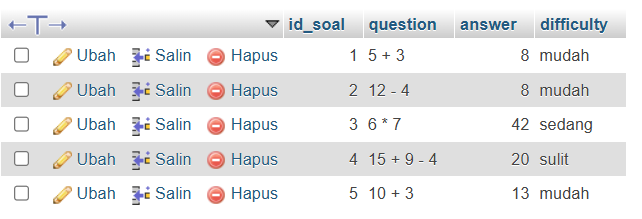 id_soal question answer difficulty
Ubah Salin Hapus 1 5 + 3 8 mudah
Ubah Salin Hapus 2 12 - 4 8 mudah
Ubah Salin Hapus 3 6 * 7 42 sedang
Ubah Salin Hapus 4 15 + 9 - 4 20 sulit
Ubah Salin Hapus 5 10 + 3 13 mudah